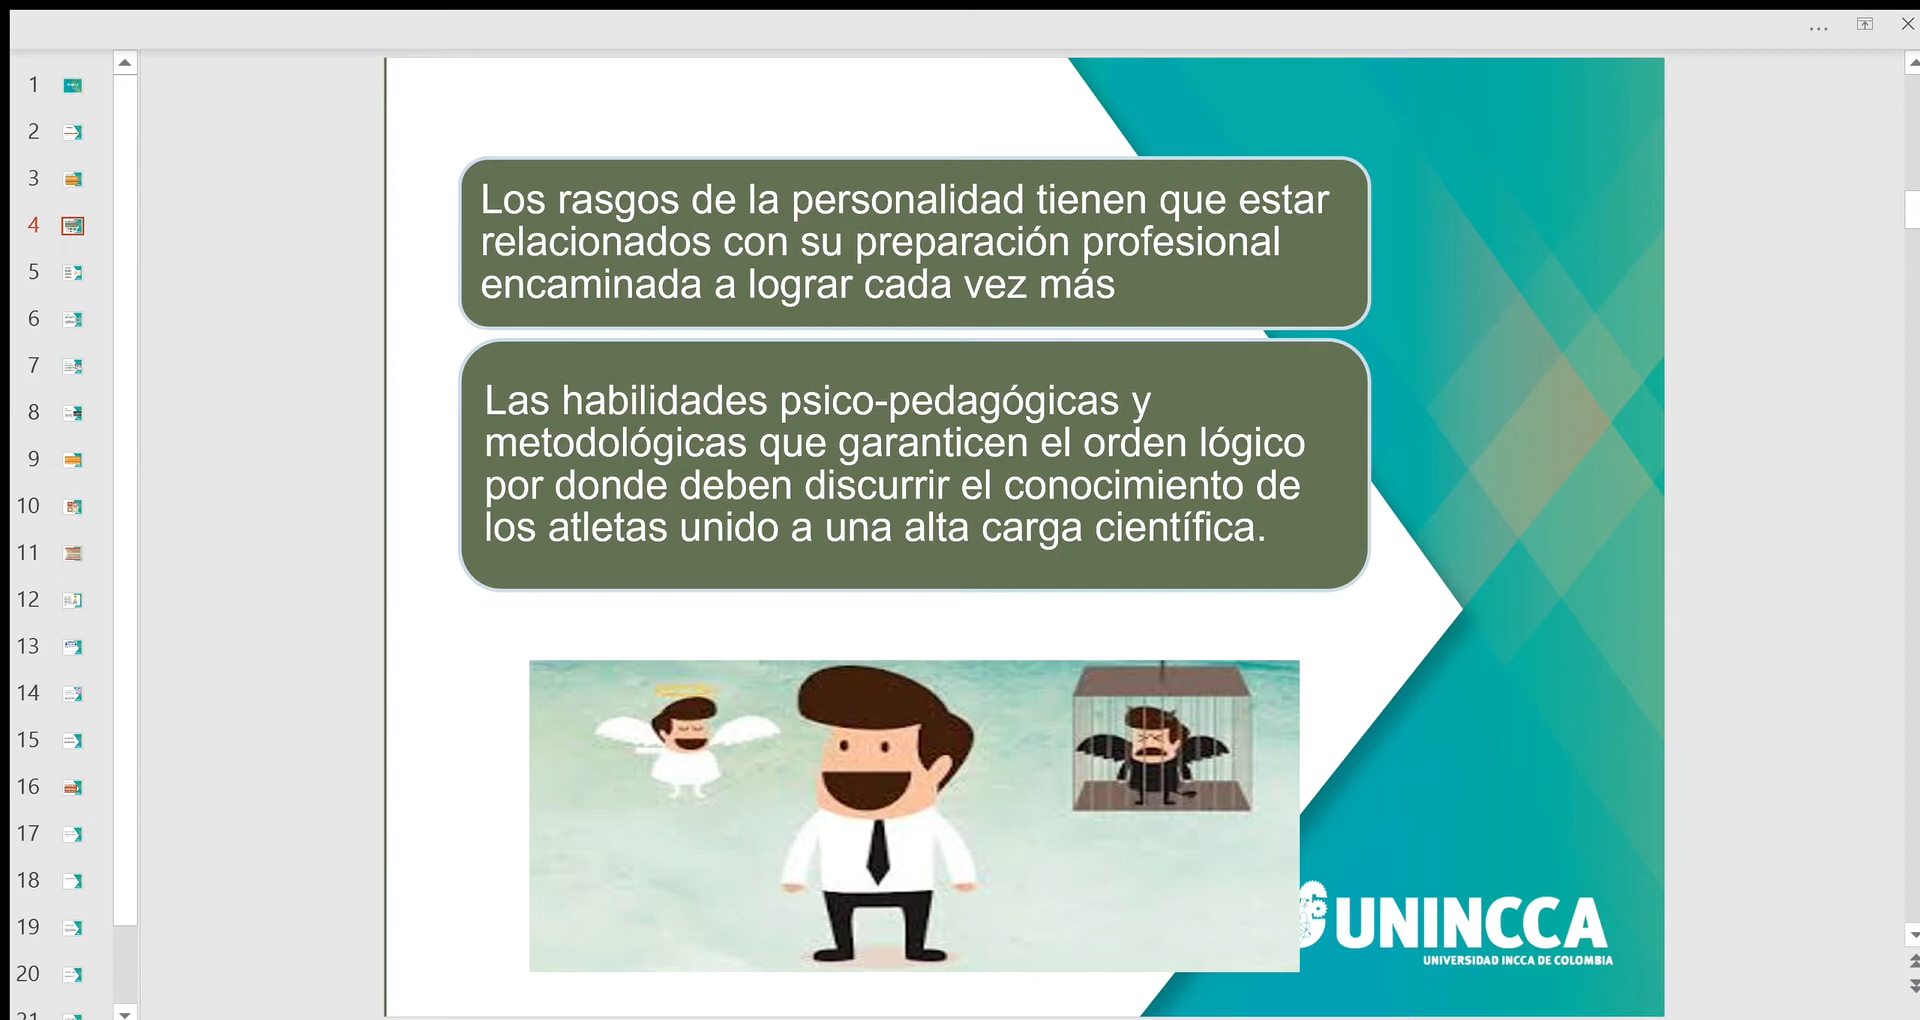 1
2
3
4
5
6
7
8
9
10
11
12
13
14
15
16
17
18
19
20
21
Los rasgos de la personalidad tienen que estar
relacionados con su preparación profesional
encaminada a lograr cada vez más
Las habilidades psico-pedagógicas y
metodológicas que garanticen el orden lógico
por donde deben discurrir el conocimiento de
los atletas unido a una alta carga científica.
UNINCCA
UNIVERSIDAD INCCA DE COLOMBIA